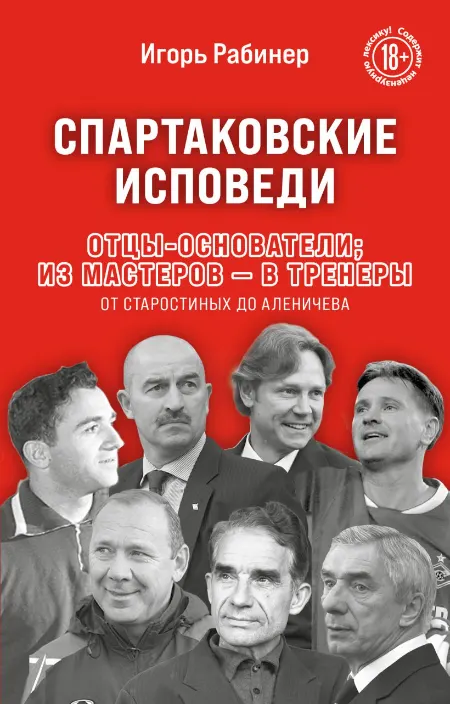 Игорь Рабинер
18+
Содержит нецензурную лексику!
СПАРТАКОВСКИЕ
ИСПОВЕДИ
ОТЦЫ-ОСНОВАТЕЛИ;
ИЗ МАСТЕРОВ – В ТРЕНЕРЫ
ОТ СТАРОСТИНЫХ ДО АЛЕНИЧЕВА